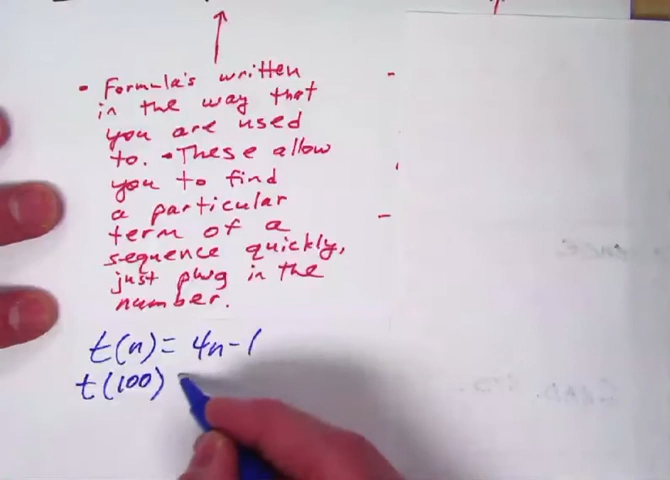 • Formula's written
in the way that
you are used
to. • These allow
you to find
a particular
term of a
sequence quickly,
just plug in the
number.
t(n) = 4n-1
t(100)